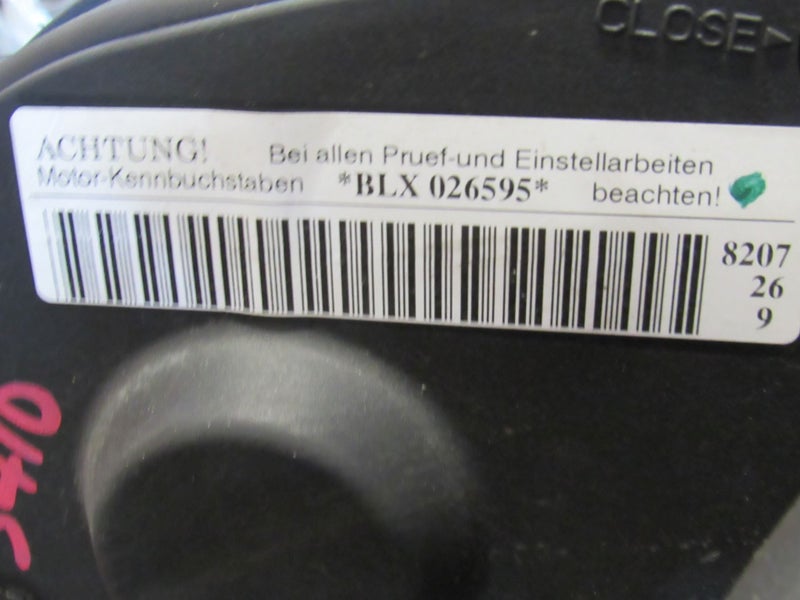 CLOSE
ACHTUNG! Bei allen Pruef-und Einstellarbeiten
Motor-Kennbuchstaben *BLX 026595* beachten!
8207
26
9